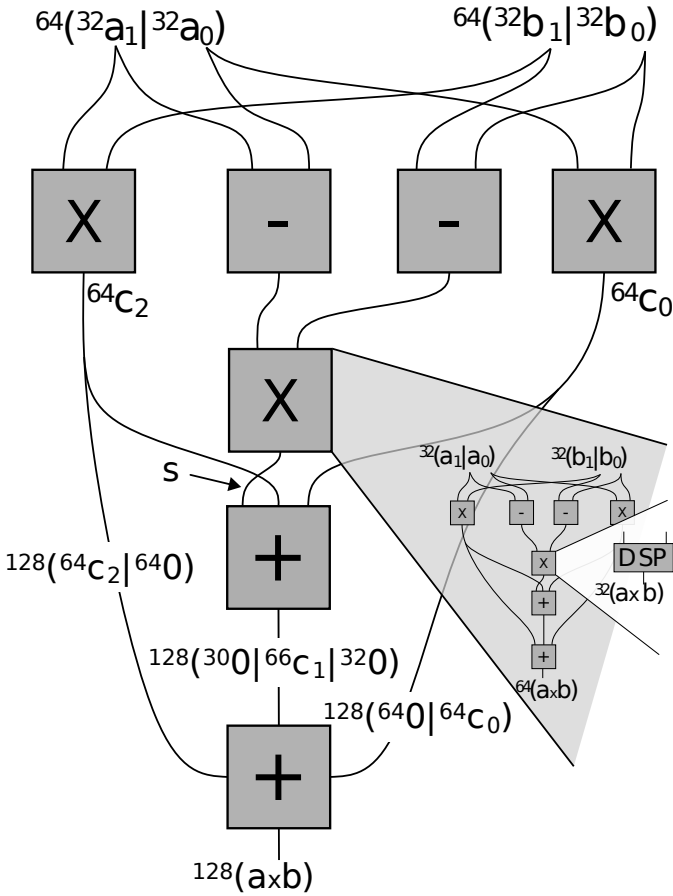 ⁶⁴(³²a₁|³²a₀) ⁶⁴(³²b₁|³²b₀)
X - - X
⁶⁴c₂ ⁶⁴c₀
X
³²(a₁|a₀) ³²(b₁|b₀)
s
x - - x
+
x DSP
¹²⁸(⁶⁴c₂|⁶⁴0)
³²(axb)
+
¹²⁸(³⁰0|⁶⁶c₁|³²0)
+
⁶⁴(axb)
¹²⁸(⁶⁴0|⁶⁴c₀)
+
¹²⁸(axb)